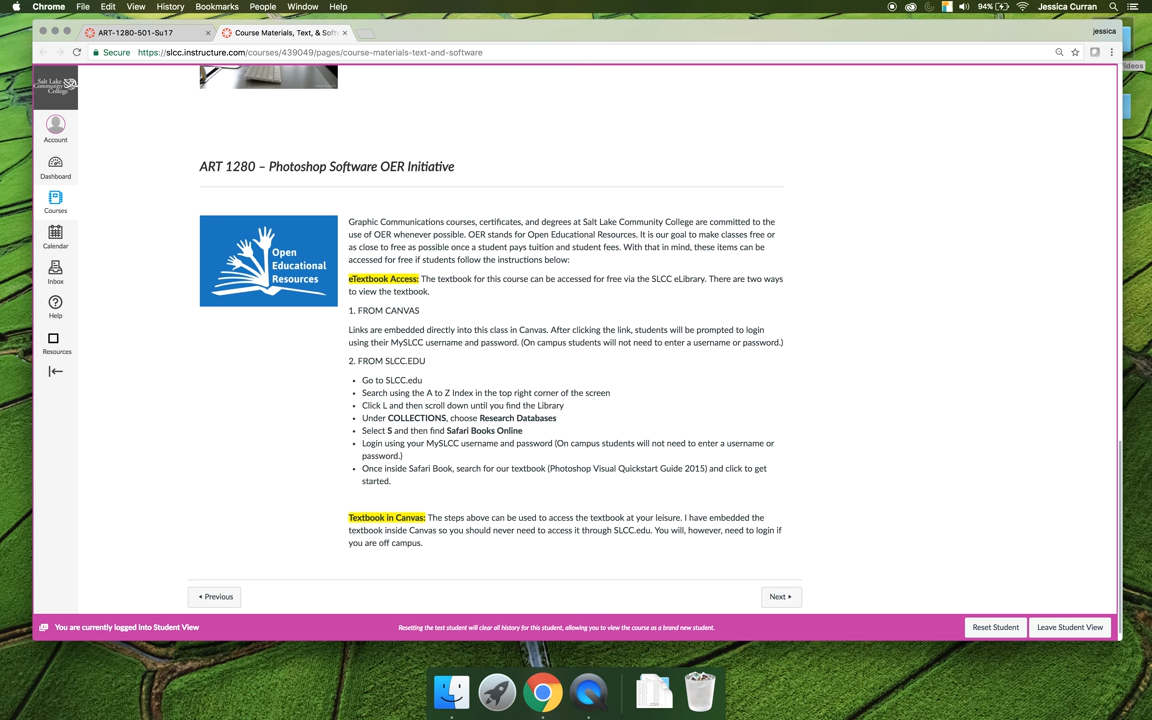 Chrome File Edit View History Bookmarks People Window Help 94% Jessica Curran
ART-1280-501-Su17 Course Materials, Text, & Soft jessica
Secure https://slcc.instructure.com/courses/439049/pages/course-materials-text-and-software
Videos
Salt Lake
Community
College
Account
Dashboard
Courses
Calendar
Inbox
Help
Resources
ART 1280 – Photoshop Software OER Initiative
Open
Educational
Resources
Graphic Communications courses, certificates, and degrees at Salt Lake Community College are committed to the
use of OER whenever possible. OER stands for Open Educational Resources. It is our goal to make classes free or
as close to free as possible once a student pays tuition and student fees. With that in mind, these items can be
accessed for free if students follow the instructions below:
eTextbook Access: The textbook for this course can be accessed for free via the SLCC eLibrary. There are two ways
to view the textbook.
1. FROM CANVAS
Links are embedded directly into this class in Canvas. After clicking the link, students will be prompted to login
using their MySLCC username and password. (On campus students will not need to enter a username or password.)
2. FROM SLCC.EDU
• Go to SLCC.edu
• Search using the A to Z Index in the top right corner of the screen
• Click L and then scroll down until you find the Library
• Under COLLECTIONS, choose Research Databases
• Select S and then find Safari Books Online
• Login using your MySLCC username and password (On campus students will not need to enter a username or
password.)
• Once inside Safari Book, search for our textbook (Photoshop Visual Quickstart Guide 2015) and click to get
started.
Textbook in Canvas: The steps above can be used to access the textbook at your leisure. I have embedded the
textbook inside Canvas so you should never need to access it through SLCC.edu. You will, however, need to login if
you are off campus.
Previous Next
You are currently logged into Student View Resetting the test student will clear all history for this student, allowing you to view the course as a brand new student. Reset Student Leave Student View